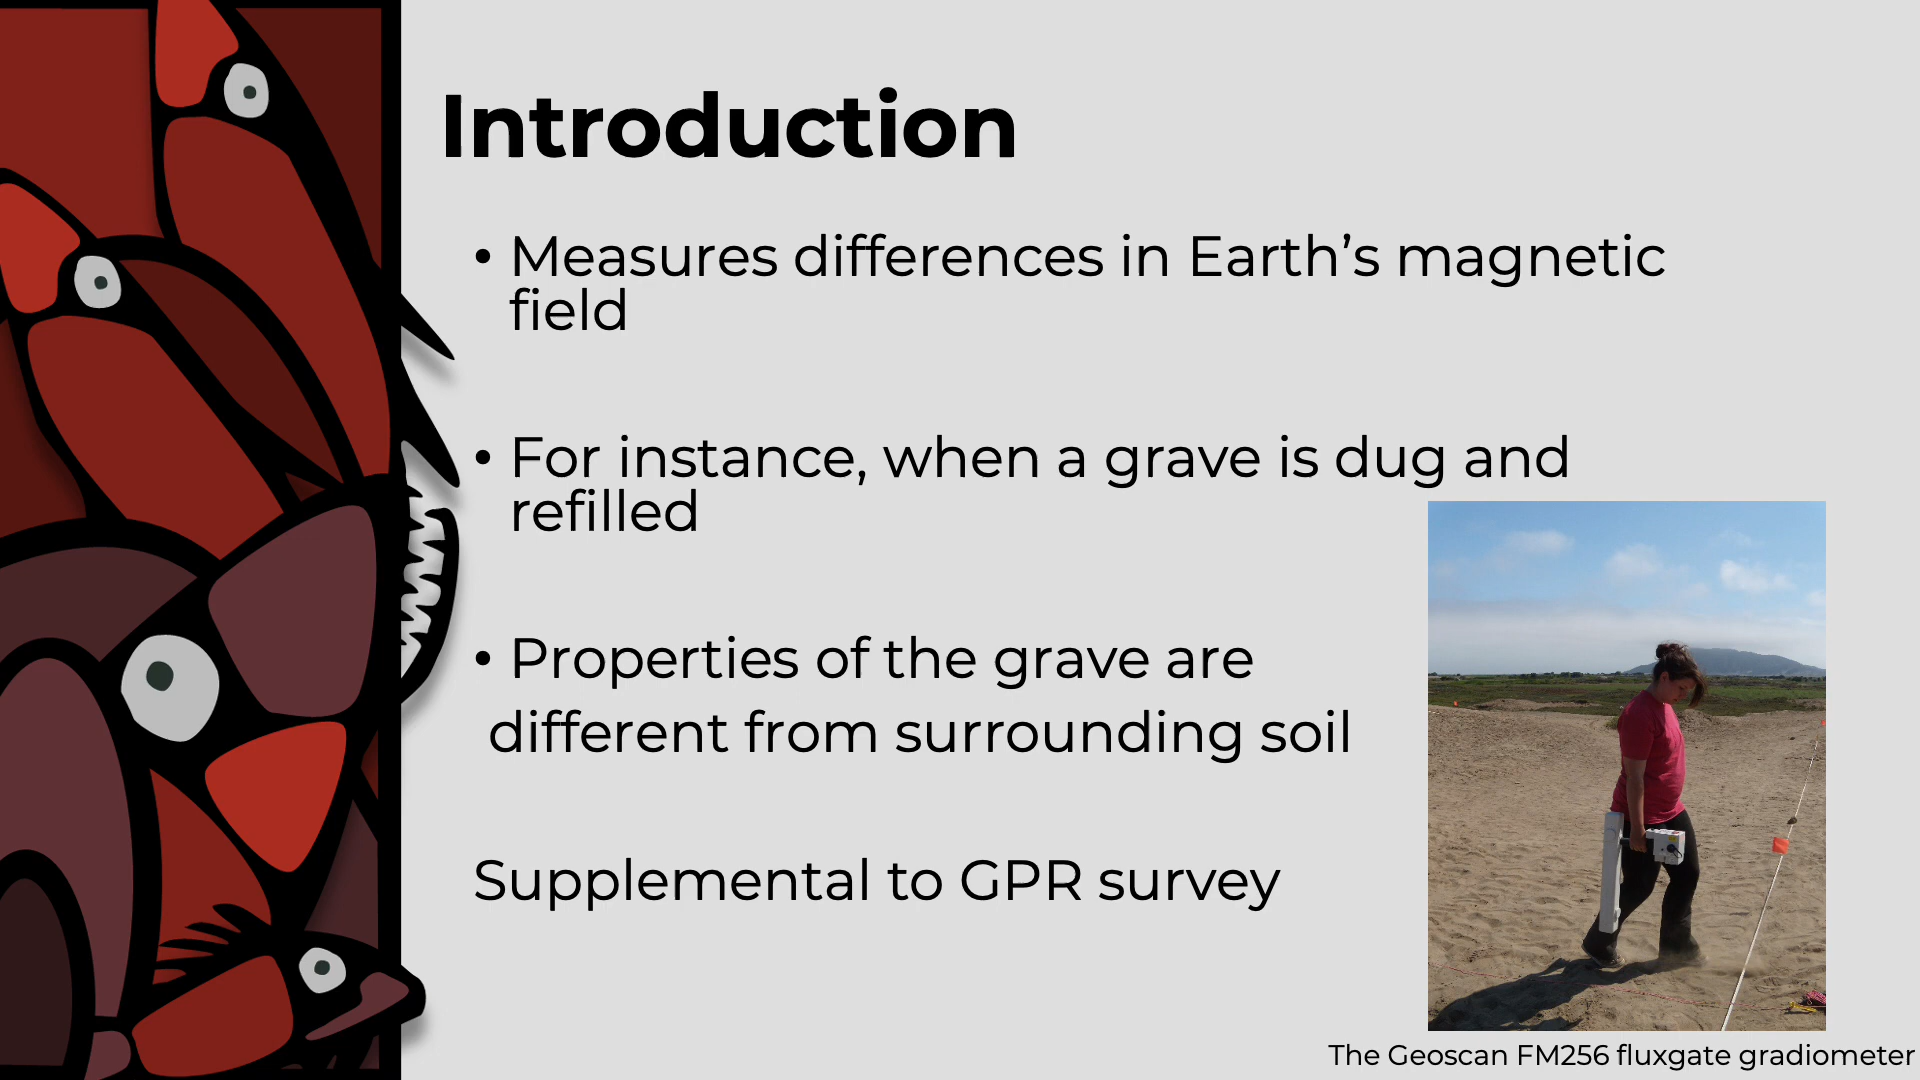 Introduction
• Measures differences in Earth’s magnetic
field
• For instance, when a grave is dug and
refilled
• Properties of the grave are
different from surrounding soil
Supplemental to GPR survey
The Geoscan FM256 fluxgate gradiometer